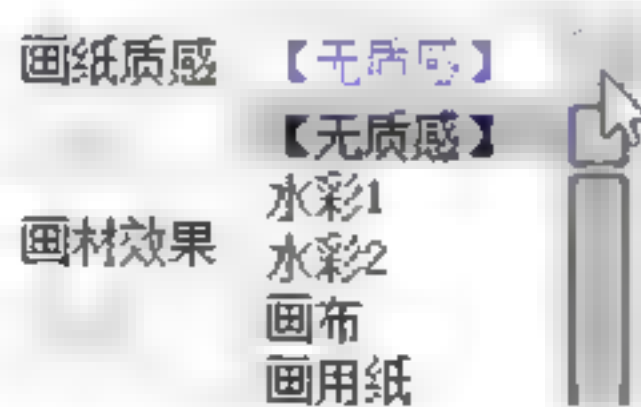 画纸质感 【无质感】
【无质感】
水彩1
画材效果 水彩2
画布
画用纸